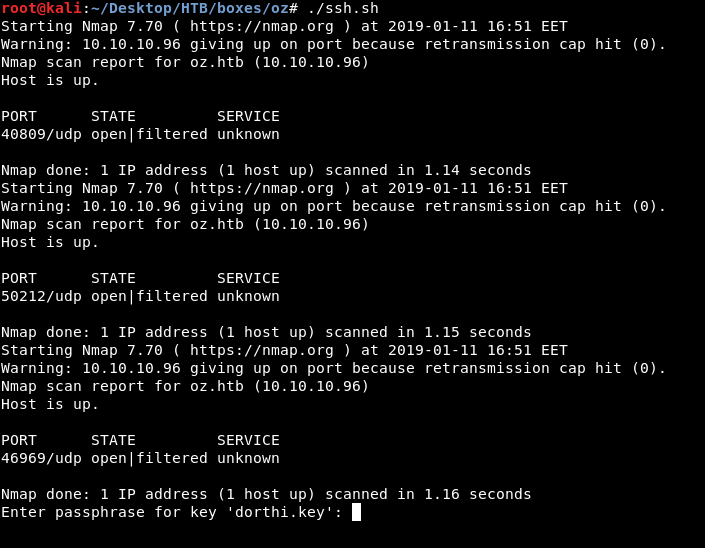 root@kali:~/Desktop/HTB/boxes/oz# ./ssh.sh
Starting Nmap 7.70 ( https://nmap.org ) at 2019-01-11 16:51 EET
Warning: 10.10.10.96 giving up on port because retransmission cap hit (0).
Nmap scan report for oz.htb (10.10.10.96)
Host is up.

PORT      STATE         SERVICE
40809/udp open|filtered unknown

Nmap done: 1 IP address (1 host up) scanned in 1.14 seconds
Starting Nmap 7.70 ( https://nmap.org ) at 2019-01-11 16:51 EET
Warning: 10.10.10.96 giving up on port because retransmission cap hit (0).
Nmap scan report for oz.htb (10.10.10.96)
Host is up.

PORT      STATE         SERVICE
50212/udp open|filtered unknown

Nmap done: 1 IP address (1 host up) scanned in 1.15 seconds
Starting Nmap 7.70 ( https://nmap.org ) at 2019-01-11 16:51 EET
Warning: 10.10.10.96 giving up on port because retransmission cap hit (0).
Nmap scan report for oz.htb (10.10.10.96)
Host is up.

PORT      STATE         SERVICE
46969/udp open|filtered unknown

Nmap done: 1 IP address (1 host up) scanned in 1.16 seconds
Enter passphrase for key 'dorthi.key':